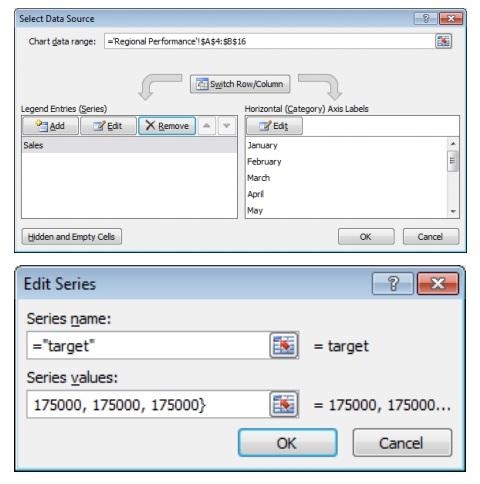 Select Data Source
Chart data range: ='Regional Performance'!$A$4:$B$16
Switch Row/Column
Legend Entries (Series)
Horizontal (Category) Axis Labels
Add Edit Remove
Edit
Sales
January
February
March
April
May
Hidden and Empty Cells
OK Cancel
Edit Series
Series name:
="target" = target
Series values:
175000, 175000, 175000} = 175000, 175000...
OK Cancel